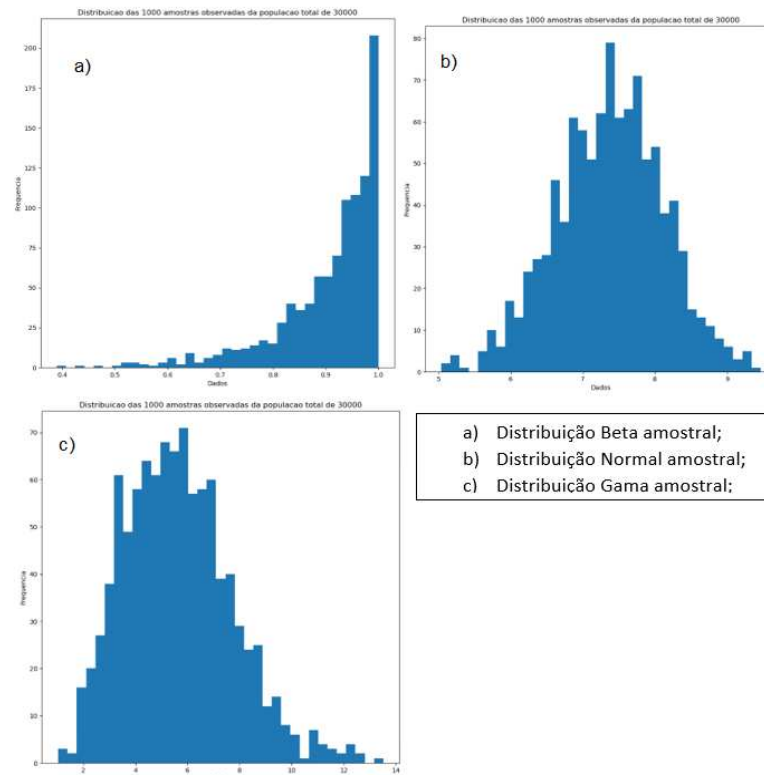 Distribuicao das 1000 amostras observadas da populacao total de 30000
a)
200
175
150
125
100
75
50
25
0
Frequencia
0.4 0.5 0.6 0.7 0.8 0.9 1.0
Dados
Distribuicao das 1000 amostras observadas da populacao total de 30000
b)
80
70
60
50
40
30
20
10
0
Frequencia
5 6 7 8 9
Dados
Distribuicao das 1000 amostras observadas da populacao total de 30000
c)
70
60
50
40
30
20
10
0
Frequencia
2 4 6 8 10 12 14
a) Distribuição Beta amostral;
b) Distribuição Normal amostral;
c) Distribuição Gama amostral;